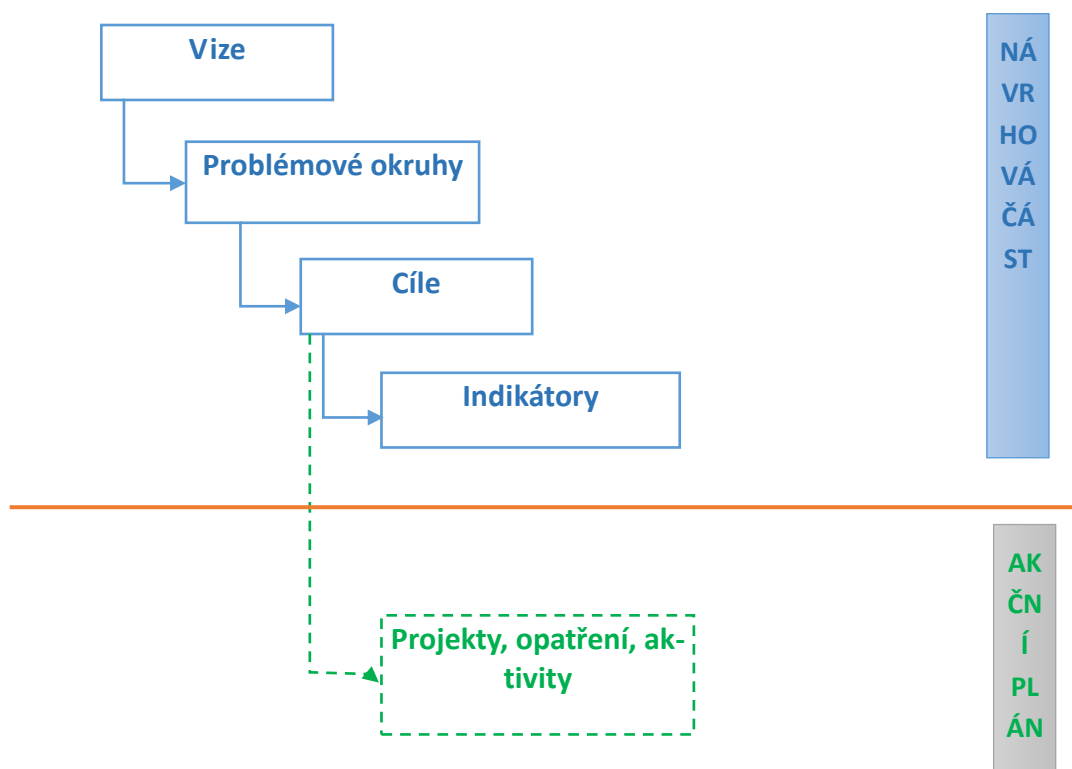 Vize
Problémové okruhy
Cíle
Indikátory
NÁ
VR
HO
VÁ
ČÁ
ST
Projekty, opatření, ak-
tivity
AK
ČN
Í
PL
ÁN